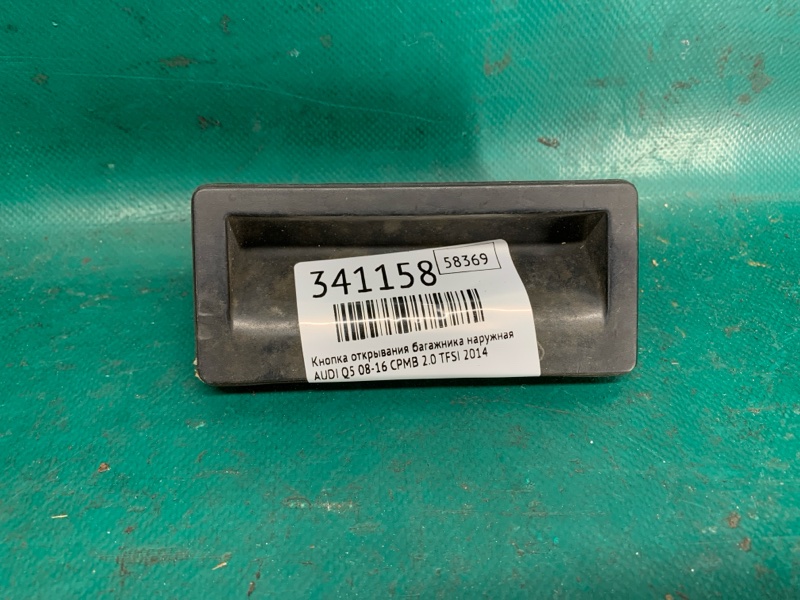 341158
58369
Кнопка открывания багажника наружная
AUDI Q5 08-16 CPMB 2.0 TFSI 2014